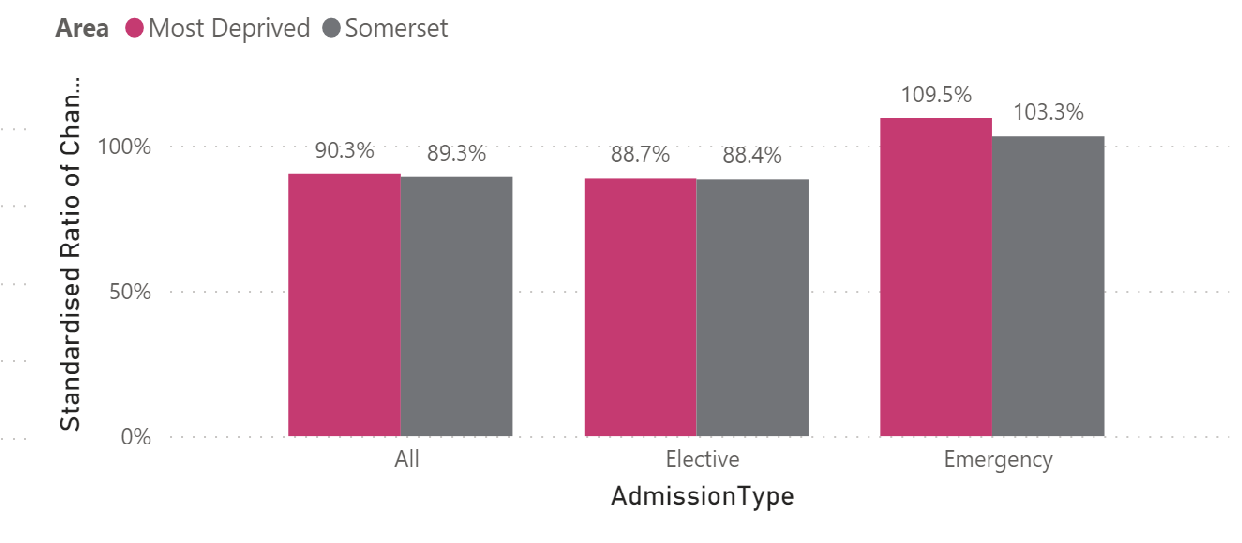 Area Most Deprived Somerset
Standardised Ratio of Chan...
100%
50%
0%
90.3% 89.3% 88.7% 88.4% 109.5% 103.3%
All Elective Emergency
AdmissionType